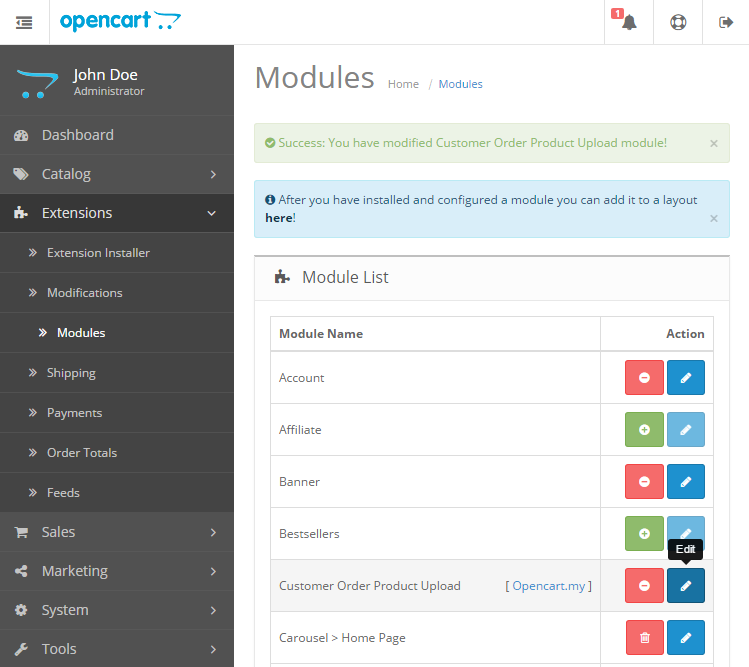 opencart
1
John Doe
Administrator
Dashboard
Catalog
Extensions
Extension Installer
Modifications
Modules
Shipping
Payments
Order Totals
Feeds
Sales
Marketing
System
Tools
Modules Home / Modules
Success: You have modified Customer Order Product Upload module! ×
After you have installed and configured a module you can add it to a layout
here! ×
Module List
Module Name Action
Account
Affiliate
Banner
Bestsellers
Edit
Customer Order Product Upload [ Opencart.my ]
Carousel > Home Page